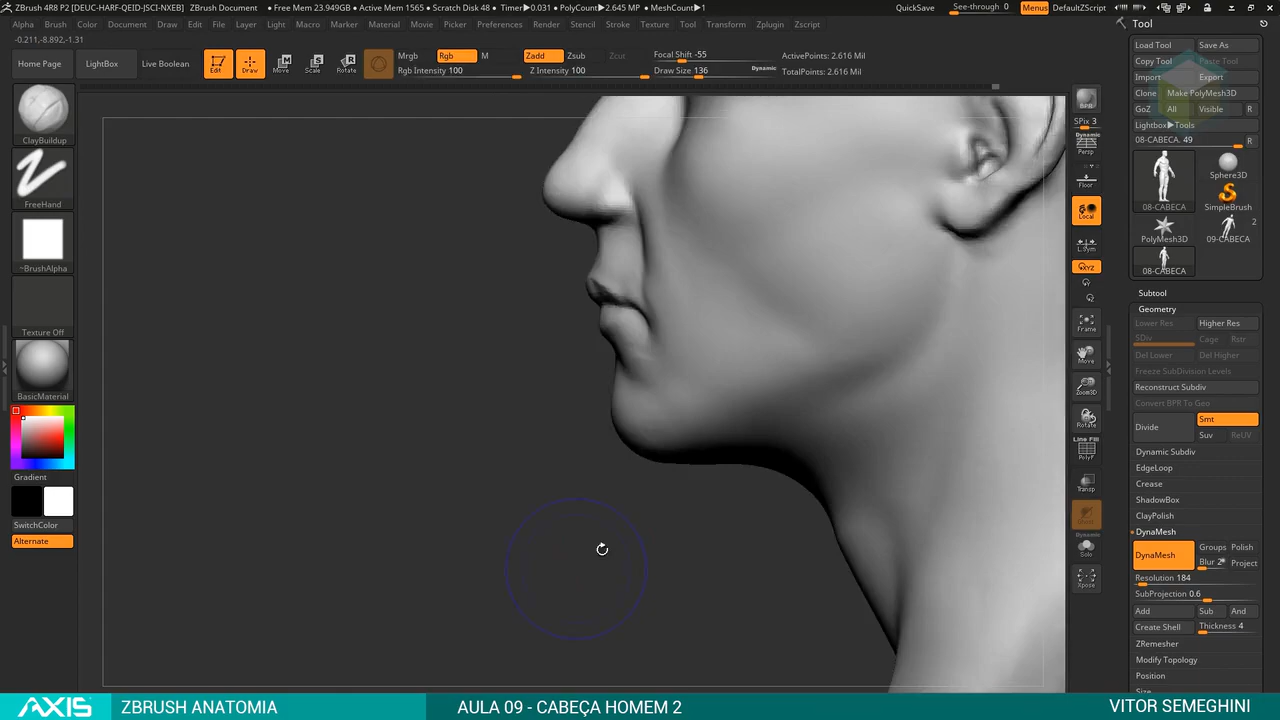 ZBrush 4R8 P2 [DEUC-HARF-QEID-JSCI-NXEB] ZBrush Document • Free Mem 23.949GB • Active Mem 1565 • Scratch Disk 48 • Timer▶0.031 • PolyCount▶2.645 MP • MeshCount▶1 QuickSave See-through 0 Menus DefaultZScript
Alpha Brush Color Document Draw Edit File Layer Light Macro Marker Material Movie Picker Preferences Render Stencil Stroke Texture Tool Transform Zplugin Zscript
-0.211,-8.892,-1.31
Home Page LightBox Live Boolean Edit Draw Move Scale Rotate
Mrgb Rgb M Zadd Zsub Zcut Focal Shift -55 ActivePoints: 2.616 Mil
Rgb Intensity 100 Z Intensity 100 Draw Size 136 Dynamic TotalPoints: 2.616 Mil
ClayBuildup
FreeHand
~BrushAlpha
Texture Off
BasicMaterial
Gradient
SwitchColor
Alternate
BPR
SPix 3
Dynamic
Persp
Floor
Local
L.Sym
XYZ
Frame
Move
Zoom3D
Rotate
Line Fill
PolyF
Transp
Ghost
Dynamic
Solo
Xpose
Tool
Load Tool Save As
Copy Tool Paste Tool
Import Export
Clone Make PolyMesh3D
GoZ All Visible R
Lightbox▶Tools
08-CABECA. 49 R
08-CABECA Sphere3D
SimpleBrush
PolyMesh3D 2 09-CABECA
08-CABECA
Subtool
Geometry
Lower Res Higher Res
SDiv Cage Rstr
Del Lower Del Higher
Freeze SubDivision Levels
Reconstruct Subdiv
Convert BPR To Geo
Divide Smt
Suv ReUV
Dynamic Subdiv
EdgeLoop
Crease
ShadowBox
ClayPolish
DynaMesh
DynaMesh Groups Polish
Blur 2 Project
Resolution 184
SubProjection 0.6
Add Sub And
Create Shell Thickness 4
ZRemesher
Modify Topology
Position
Size
AXIS ZBRUSH ANATOMIA AULA 09 - CABEÇA HOMEM 2 VITOR SEMEGHINI